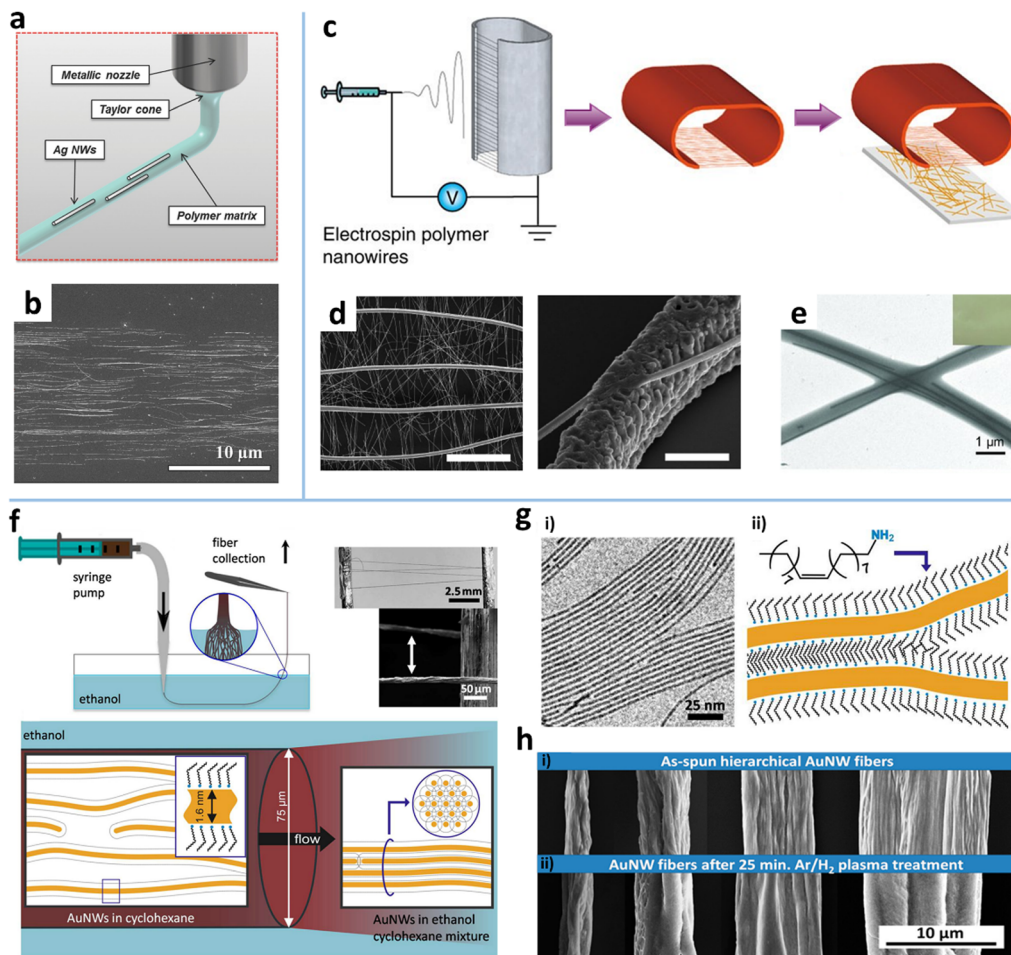 a
Metallic nozzle
Taylor cone
Ag NWs
Polymer matrix
b
10 µm
c
V
Electrospin polymer
nanowires
d
e
1 µm
f
syringe
pump
fiber
collection
ethanol
2.5 mm
50 µm
ethanol
1.6 nm
75 µm
flow
AuNWs in cyclohexane
AuNWs in ethanol
cyclohexane mixture
g
i)
25 nm
ii)
NH₂
7
h
i)
As-spun hierarchical AuNW fibers
ii)
AuNW fibers after 25 min. Ar/H₂ plasma treatment
10 µm